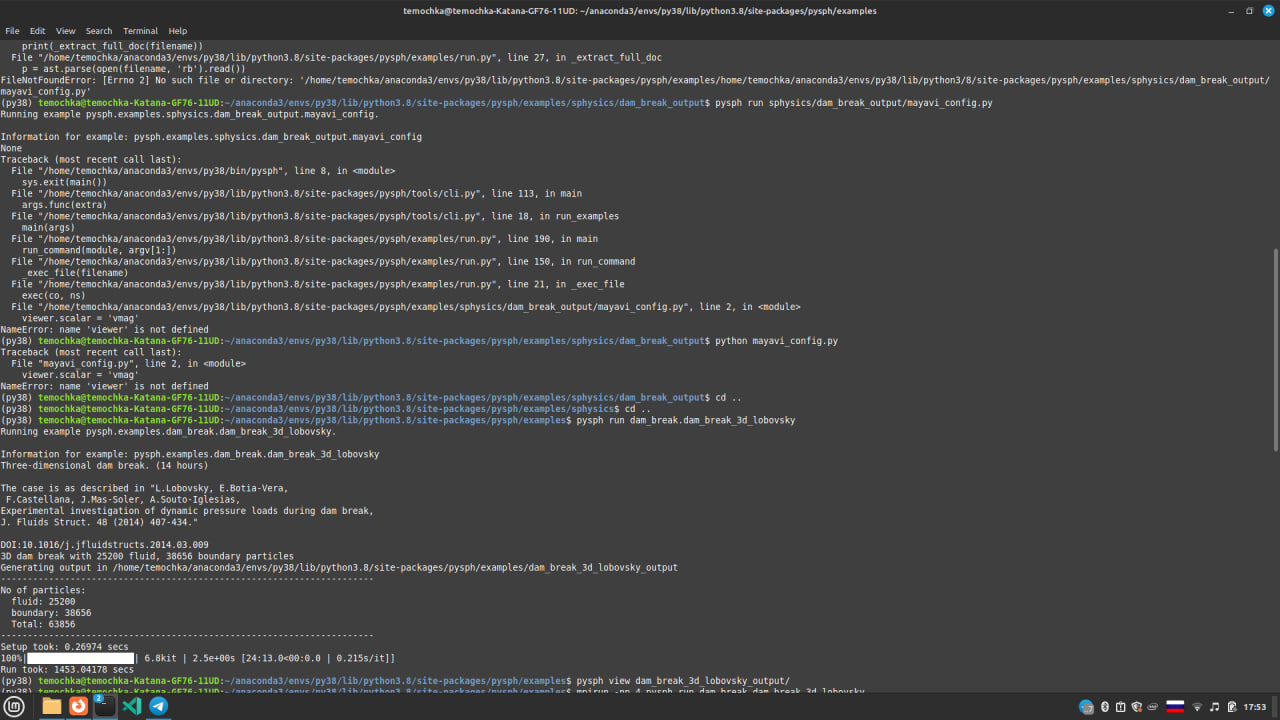 temochka@temochka-Katana-GF76-11UD: ~/anaconda3/envs/py38/lib/python3.8/site-packages/pysph/examples
File Edit View Search Terminal Help
    print(_extract_full_doc(filename))
  File "/home/temochka/anaconda3/envs/py38/lib/python3.8/site-packages/pysph/examples/run.py", line 27, in _extract_full_doc
    p = ast.parse(open(filename, 'rb').read())
FileNotFoundError: [Errno 2] No such file or directory: '/home/temochka/anaconda3/envs/py38/lib/python3.8/site-packages/pysph/examples/home/temochka/anaconda3/envs/py38/lib/python3/8/site-packages/pysph/examples/sphysics/dam_break_output/
mayavi_config.py'
(py38) temochka@temochka-Katana-GF76-11UD:~/anaconda3/envs/py38/lib/python3.8/site-packages/pysph/examples/sphysics/dam_break_output$ pysph run sphysics/dam_break_output/mayavi_config.py
Running example pysph.examples.sphysics.dam_break_output.mayavi_config.

Information for example: pysph.examples.sphysics.dam_break_output.mayavi_config
None
Traceback (most recent call last):
  File "/home/temochka/anaconda3/envs/py38/bin/pysph", line 8, in <module>
    sys.exit(main())
  File "/home/temochka/anaconda3/envs/py38/lib/python3.8/site-packages/pysph/tools/cli.py", line 113, in main
    args.func(extra)
  File "/home/temochka/anaconda3/envs/py38/lib/python3.8/site-packages/pysph/tools/cli.py", line 18, in run_examples
    main(args)
  File "/home/temochka/anaconda3/envs/py38/lib/python3.8/site-packages/pysph/examples/run.py", line 190, in main
    run_command(module, argv[1:])
  File "/home/temochka/anaconda3/envs/py38/lib/python3.8/site-packages/pysph/examples/run.py", line 150, in run_command
    _exec_file(filename)
  File "/home/temochka/anaconda3/envs/py38/lib/python3.8/site-packages/pysph/examples/run.py", line 21, in _exec_file
    exec(co, ns)
  File "/home/temochka/anaconda3/envs/py38/lib/python3.8/site-packages/pysph/examples/sphysics/dam_break_output/mayavi_config.py", line 2, in <module>
    viewer.scalar = 'vmag'
NameError: name 'viewer' is not defined
(py38) temochka@temochka-Katana-GF76-11UD:~/anaconda3/envs/py38/lib/python3.8/site-packages/pysph/examples/sphysics/dam_break_output$ python mayavi_config.py
Traceback (most recent call last):
  File "mayavi_config.py", line 2, in <module>
    viewer.scalar = 'vmag'
NameError: name 'viewer' is not defined
(py38) temochka@temochka-Katana-GF76-11UD:~/anaconda3/envs/py38/lib/python3.8/site-packages/pysph/examples/sphysics/dam_break_output$ cd ..
(py38) temochka@temochka-Katana-GF76-11UD:~/anaconda3/envs/py38/lib/python3.8/site-packages/pysph/examples/sphysics$ cd ..
(py38) temochka@temochka-Katana-GF76-11UD:~/anaconda3/envs/py38/lib/python3.8/site-packages/pysph/examples$ pysph run dam_break.dam_break_3d_lobovsky
Running example pysph.examples.dam_break.dam_break_3d_lobovsky.

Information for example: pysph.examples.dam_break.dam_break_3d_lobovsky
Three-dimensional dam break. (14 hours)

The case is as described in "L.Lobovsky, E.Botia-Vera,
 F.Castellana, J.Mas-Soler, A.Souto-Iglesias,
Experimental investigation of dynamic pressure loads during dam break,
J. Fluids Struct. 48 (2014) 407-434."

DOI:10.1016/j.jfluidstructs.2014.03.009
3D dam break with 25200 fluid, 38656 boundary particles
Generating output in /home/temochka/anaconda3/envs/py38/lib/python3.8/site-packages/pysph/examples/dam_break_3d_lobovsky_output
----------------------------------------------------------------------
No of particles:
  fluid: 25200
  boundary: 38656
  Total: 63856
----------------------------------------------------------------------
Setup took: 0.26974 secs
100%|████████████████████| 6.8kit | 2.5e+00s [24:13.0<00:0.0 | 0.215s/it]]
Run took: 1453.04178 secs
(py38) temochka@temochka-Katana-GF76-11UD:~/anaconda3/envs/py38/lib/python3.8/site-packages/pysph/examples$ pysph view dam_break_3d_lobovsky_output/
(py38) temochka@temochka-Katana-GF76-11UD:~/anaconda3/envs/py38/lib/python3.8/site-packages/pysph/examples$ mpirun -np 4 pysph run dam_break.dam_break_3d_lobovsky
2
17:53